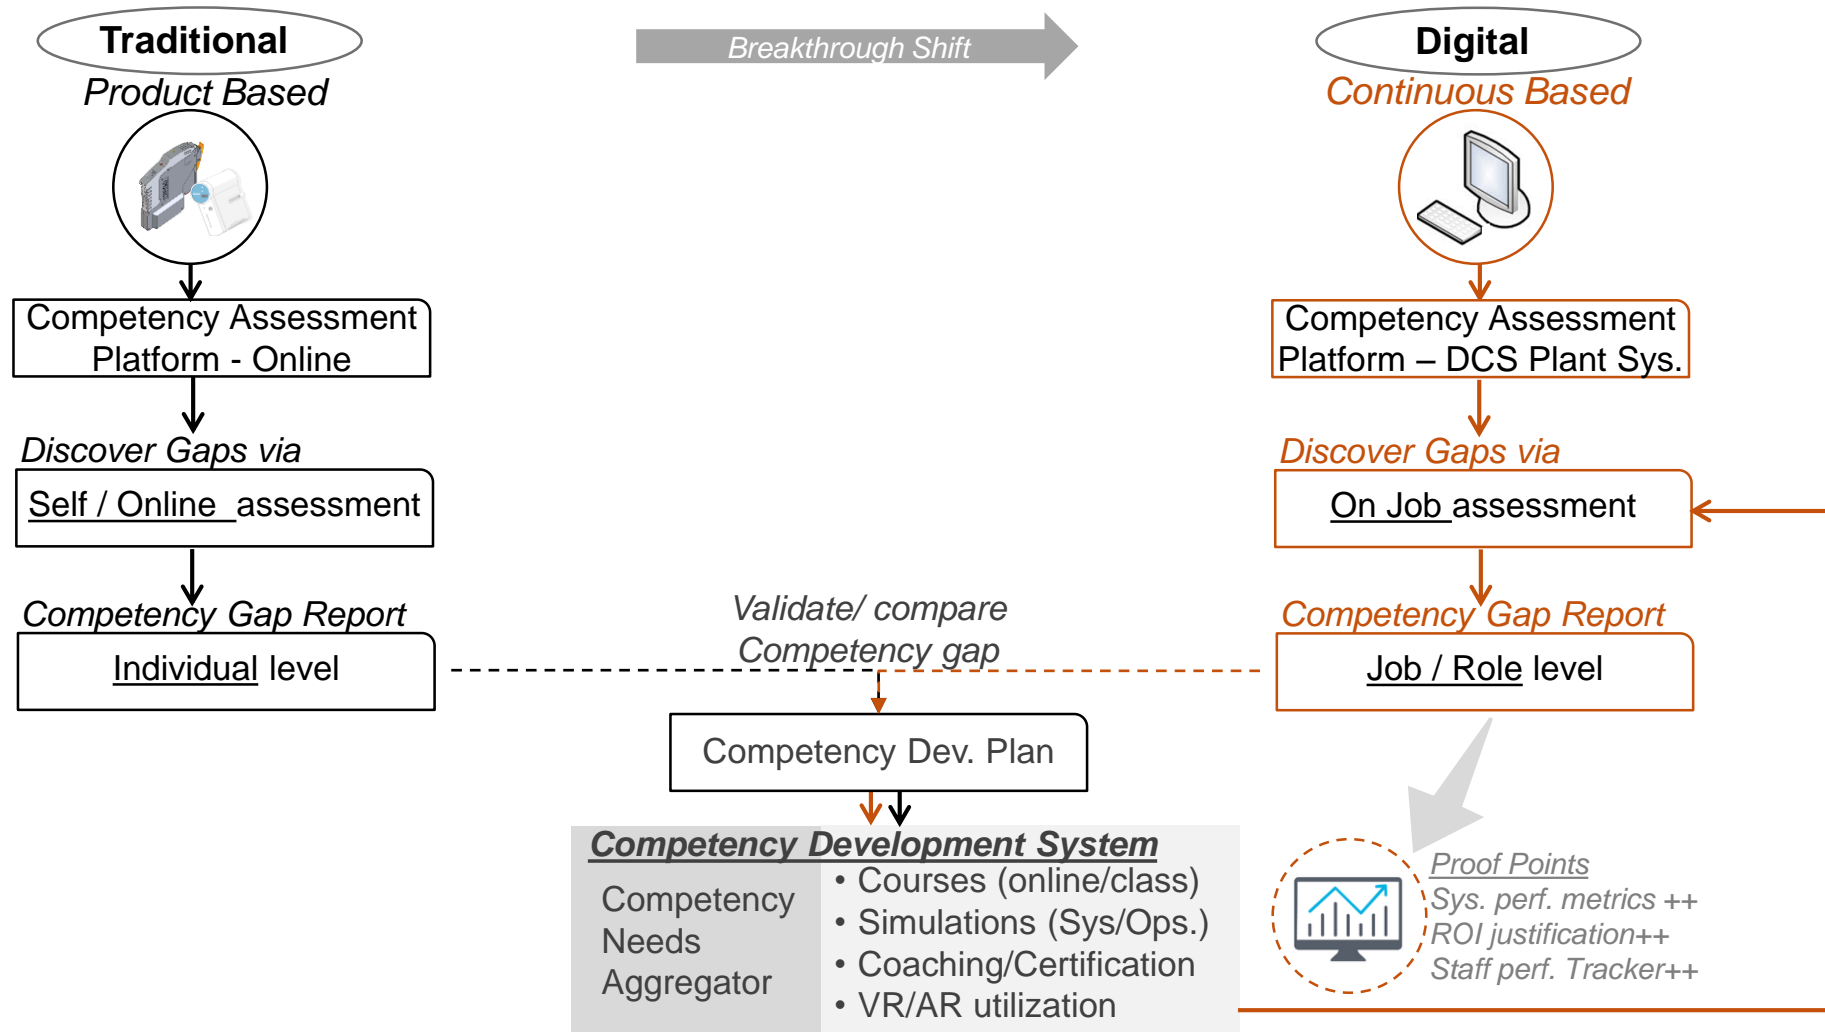 Traditional
Product Based
Breakthrough Shift
Digital
Continuous Based
Competency Assessment
Platform - Online
Competency Assessment
Platform – DCS Plant Sys.
Discover Gaps via
Self / Online assessment
Discover Gaps via
On Job assessment
Competency Gap Report
Individual level
Validate/ compare
Competency gap
Competency Gap Report
Job / Role level
Competency Dev. Plan
Competency Development System
Competency
Needs
Aggregator
• Courses (online/class)
• Simulations (Sys/Ops.)
• Coaching/Certification
• VR/AR utilization
Proof Points
Sys. perf. metrics ++
ROI justification++
Staff perf. Tracker++